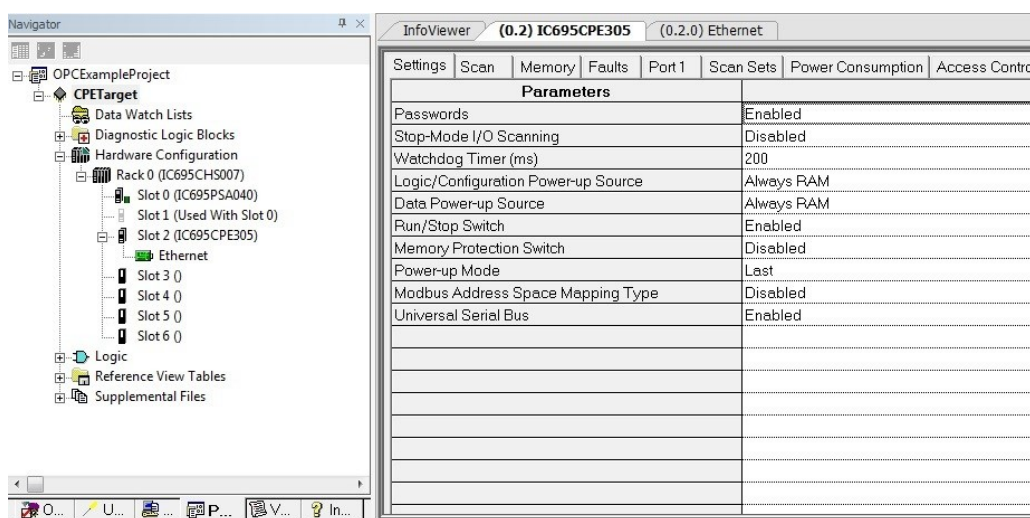 Navigator
OPCExampleProject
CPETarget
Data Watch Lists
Diagnostic Logic Blocks
Hardware Configuration
Rack 0 (IC695CHS007)
Slot 0 (IC695PSA040)
Slot 1 (Used With Slot 0)
Slot 2 (IC695CPE305)
Ethernet
Slot 3 ()
Slot 4 ()
Slot 5 ()
Slot 6 ()
Logic
Reference View Tables
Supplemental Files
O... U... ... P... V... In...
InfoViewer (0.2) IC695CPE305 (0.2.0) Ethernet
Settings Scan Memory Faults Port 1 Scan Sets Power Consumption Access Contro
Parameters
Passwords Enabled
Stop-Mode I/O Scanning Disabled
Watchdog Timer (ms) 200
Logic/Configuration Power-up Source Always RAM
Data Power-up Source Always RAM
Run/Stop Switch Enabled
Memory Protection Switch Disabled
Power-up Mode Last
Modbus Address Space Mapping Type Disabled
Universal Serial Bus Enabled